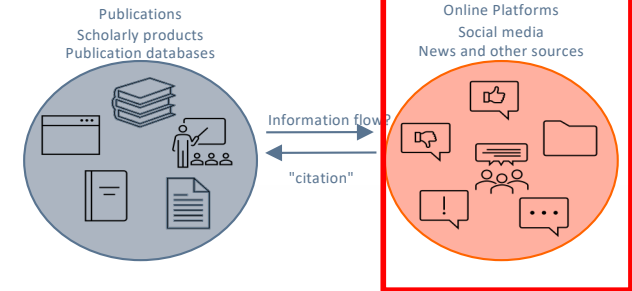 Publications
Scholarly products
Publication databases
Online Platforms
Social media
News and other sources
Information flow?
"citation"